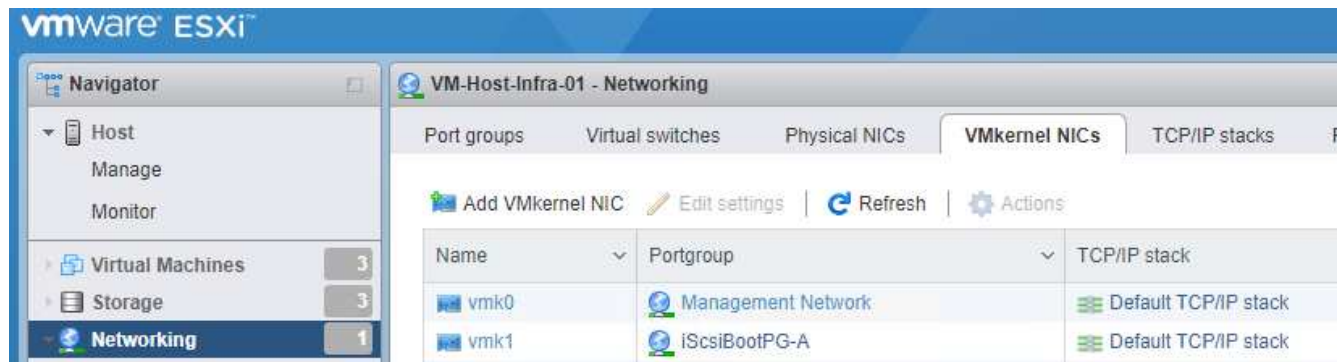 vmware ESXi™
Navigator
Host
Manage
Monitor
Virtual Machines 3
Storage 3
Networking 1
VM-Host-Infra-01 - Networking
Port groups Virtual switches Physical NICs VMkernel NICs TCP/IP stacks
Add VMkernel NIC Edit settings | Refresh | Actions
Name Portgroup TCP/IP stack
vmk0 Management Network Default TCP/IP stack
vmk1 iScsiBootPG-A Default TCP/IP stack